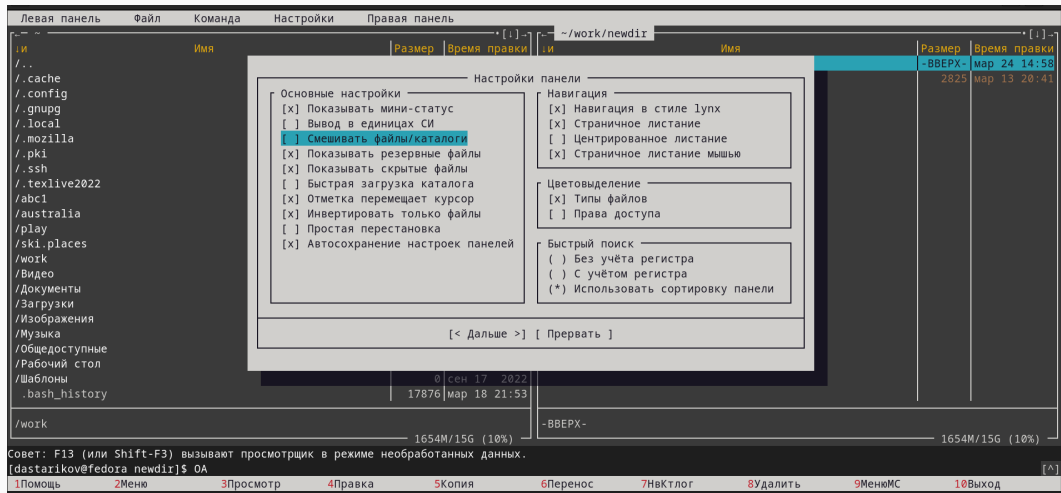 Левая панель Файл Команда Настройки Правая панель
~ [↓] ~/work/newdir [↓]
↓и Имя Размер Время правки ↓и Имя Размер Время правки
/.. -ВВЕРХ- мар 24 14:58
/.cache 2825 мар 13 20:41
/.config
/.gnupg
/.local
/.mozilla
/.pki
/.ssh
/.texlive2022
/abc1
/australia
/play
/ski.places
/work
/Видео
/Документы
/Загрузки
/Изображения
/Музыка
/Общедоступные
/Рабочий стол
/Шаблоны 0 сен 17 2022
.bash_history 17876 мар 18 21:53
Настройки панели
Основные настройки
[x] Показывать мини-статус
[ ] Вывод в единицах СИ
[ ] Смешивать файлы/каталоги
[x] Показывать резервные файлы
[x] Показывать скрытые файлы
[ ] Быстрая загрузка каталога
[x] Отметка перемещает курсор
[x] Инвертировать только файлы
[ ] Простая перестановка
[x] Автосохранение настроек панелей
Навигация
[x] Навигация в стиле lynx
[x] Страничное листание
[ ] Центрированное листание
[x] Страничное листание мышью
Цветовыделение
[x] Типы файлов
[ ] Права доступа
Быстрый поиск
( ) Без учёта регистра
( ) С учётом регистра
(*) Использовать сортировку панели
[< Дальше >] [ Прервать ]
/work -ВВЕРХ-
1654M/15G (10%) 1654M/15G (10%)
Совет: F13 (или Shift-F3) вызывают просмотрщик в режиме необработанных данных.
[dastarikov@fedora newdir]$ OA [^]
1Помощь 2Меню 3Просмотр 4Правка 5Копия 6Перенос 7НвКтлог 8Удалить 9МенюMC 10Выход